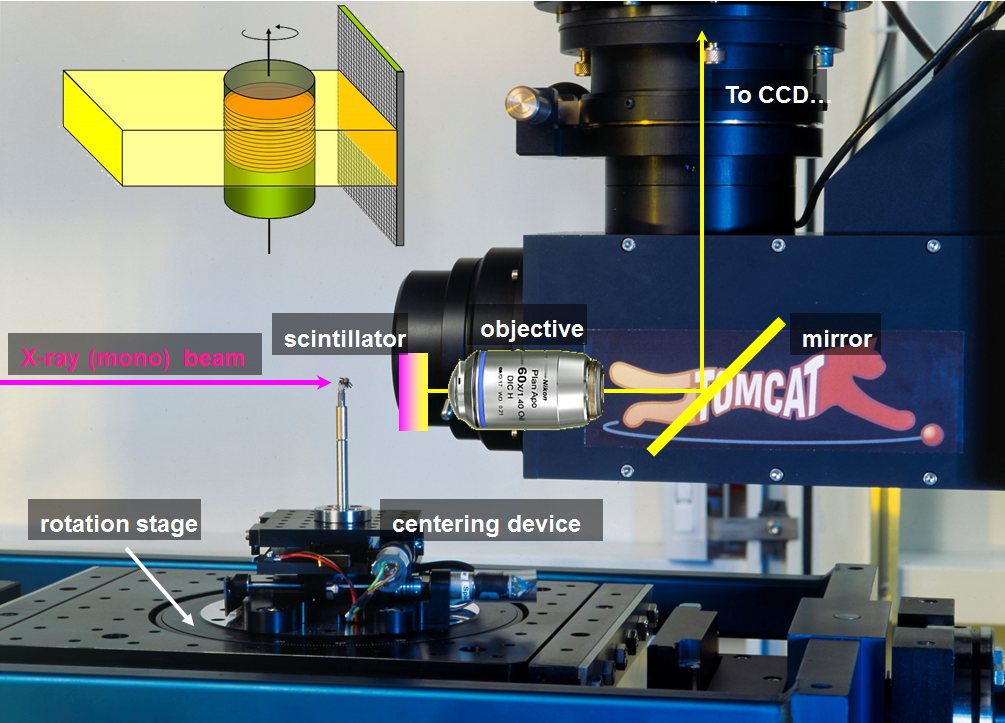 To CCD...
objective
scintillator
mirror
X-ray (mono) beam
Nikon
Plan Apo
60x/1.40 Oil
DIC H
∞/0.17 WD 0.21
TOMCAT
rotation stage
centering device